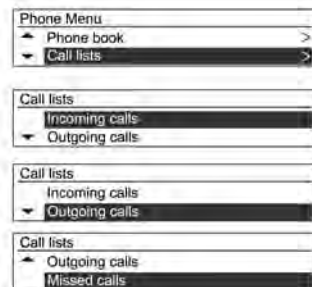 Phone Menu
Phone book >
Call lists >
Call lists
Incoming calls
Outgoing calls
Call lists
Incoming calls
Outgoing calls
Call lists
Outgoing calls
Missed calls